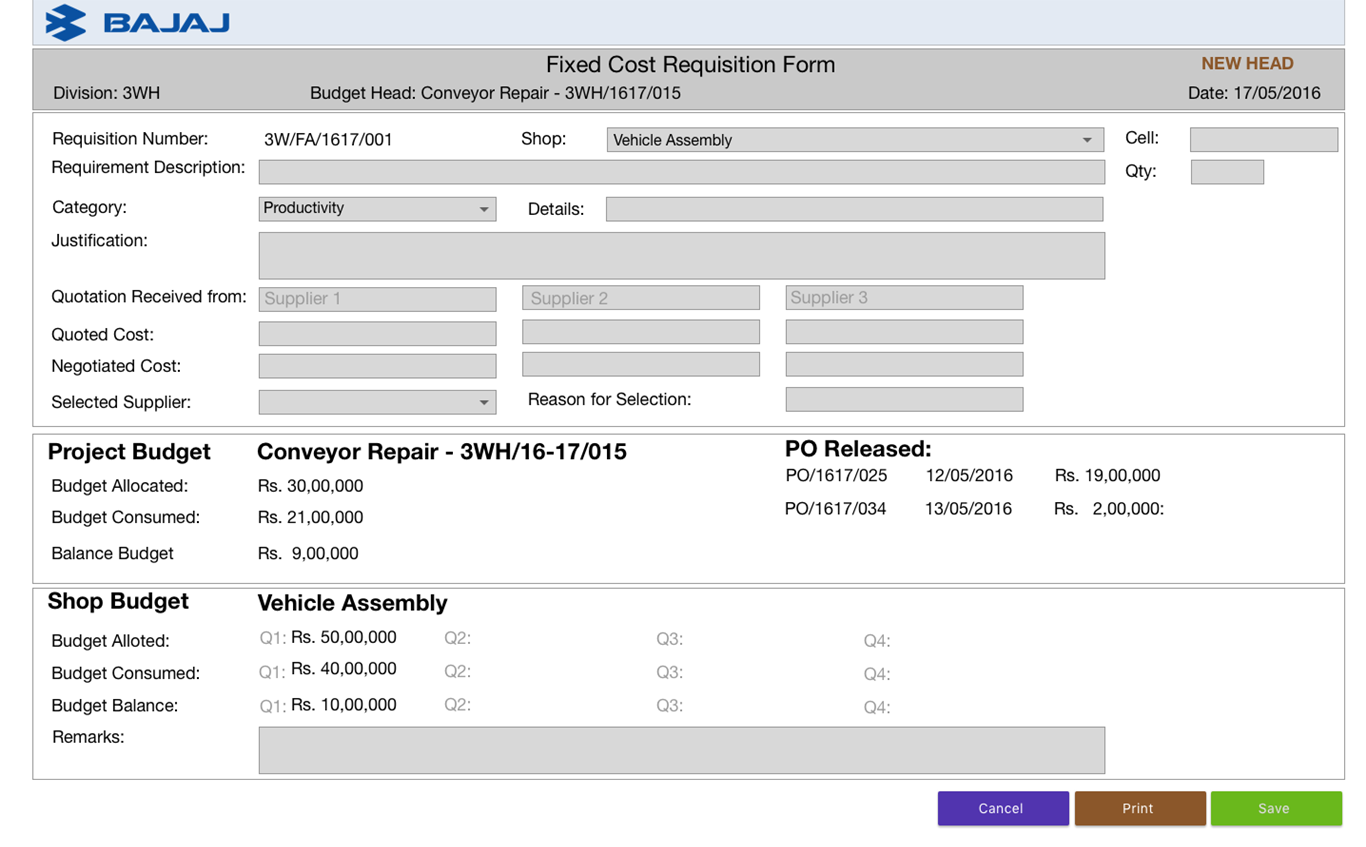 BAJAJ
Fixed Cost Requisition Form NEW HEAD
Division: 3WH Budget Head: Conveyor Repair - 3WH/1617/015 Date: 17/05/2016
Requisition Number: 3W/FA/1617/001 Shop: Vehicle Assembly Cell:
Requirement Description: Qty:
Category: Productivity Details:
Justification:
Quotation Received from: Supplier 1 Supplier 2 Supplier 3
Quoted Cost:
Negotiated Cost:
Selected Supplier: Reason for Selection:
Project Budget Conveyor Repair - 3WH/16-17/015 PO Released:
Budget Allocated: Rs. 30,00,000 PO/1617/025 12/05/2016 Rs. 19,00,000
Budget Consumed: Rs. 21,00,000 PO/1617/034 13/05/2016 Rs. 2,00,000:
Balance Budget Rs. 9,00,000
Shop Budget Vehicle Assembly
Budget Alloted: Q1: Rs. 50,00,000 Q2: Q3: Q4:
Budget Consumed: Q1: Rs. 40,00,000 Q2: Q3: Q4:
Budget Balance: Q1: Rs. 10,00,000 Q2: Q3: Q4:
Remarks:
Cancel Print Save